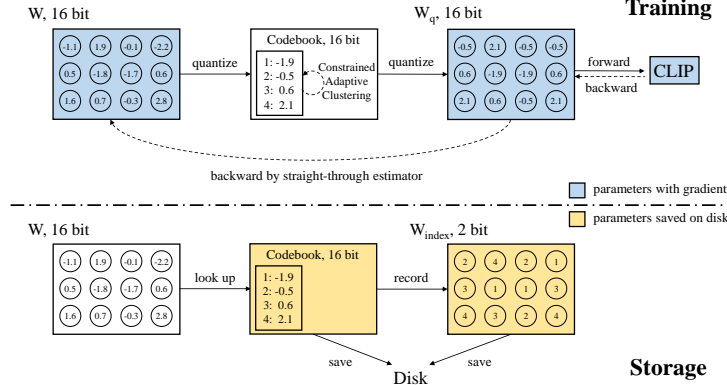 Training
W, 16 bit
W_q, 16 bit
-1.1 1.9 -0.1 -2.2
0.5 -1.8 -1.7 0.6
1.6 0.7 -0.3 2.8
quantize
Codebook, 16 bit
1: -1.9
2: -0.5
3: 0.6
4: 2.1
Constrained
Adaptive
Clustering
quantize
-0.5 2.1 -0.5 -0.5
0.6 -1.9 -1.9 0.6
2.1 0.6 -0.5 2.1
forward
backward
CLIP
backward by straight-through estimator
parameters with gradient
parameters saved on disk
W, 16 bit
-1.1 1.9 -0.1 -2.2
0.5 -1.8 -1.7 0.6
1.6 0.7 -0.3 2.8
look up
Codebook, 16 bit
1: -1.9
2: -0.5
3: 0.6
4: 2.1
record
W_index, 2 bit
2 4 2 1
3 1 1 3
4 3 2 4
save
save
Disk
Storage